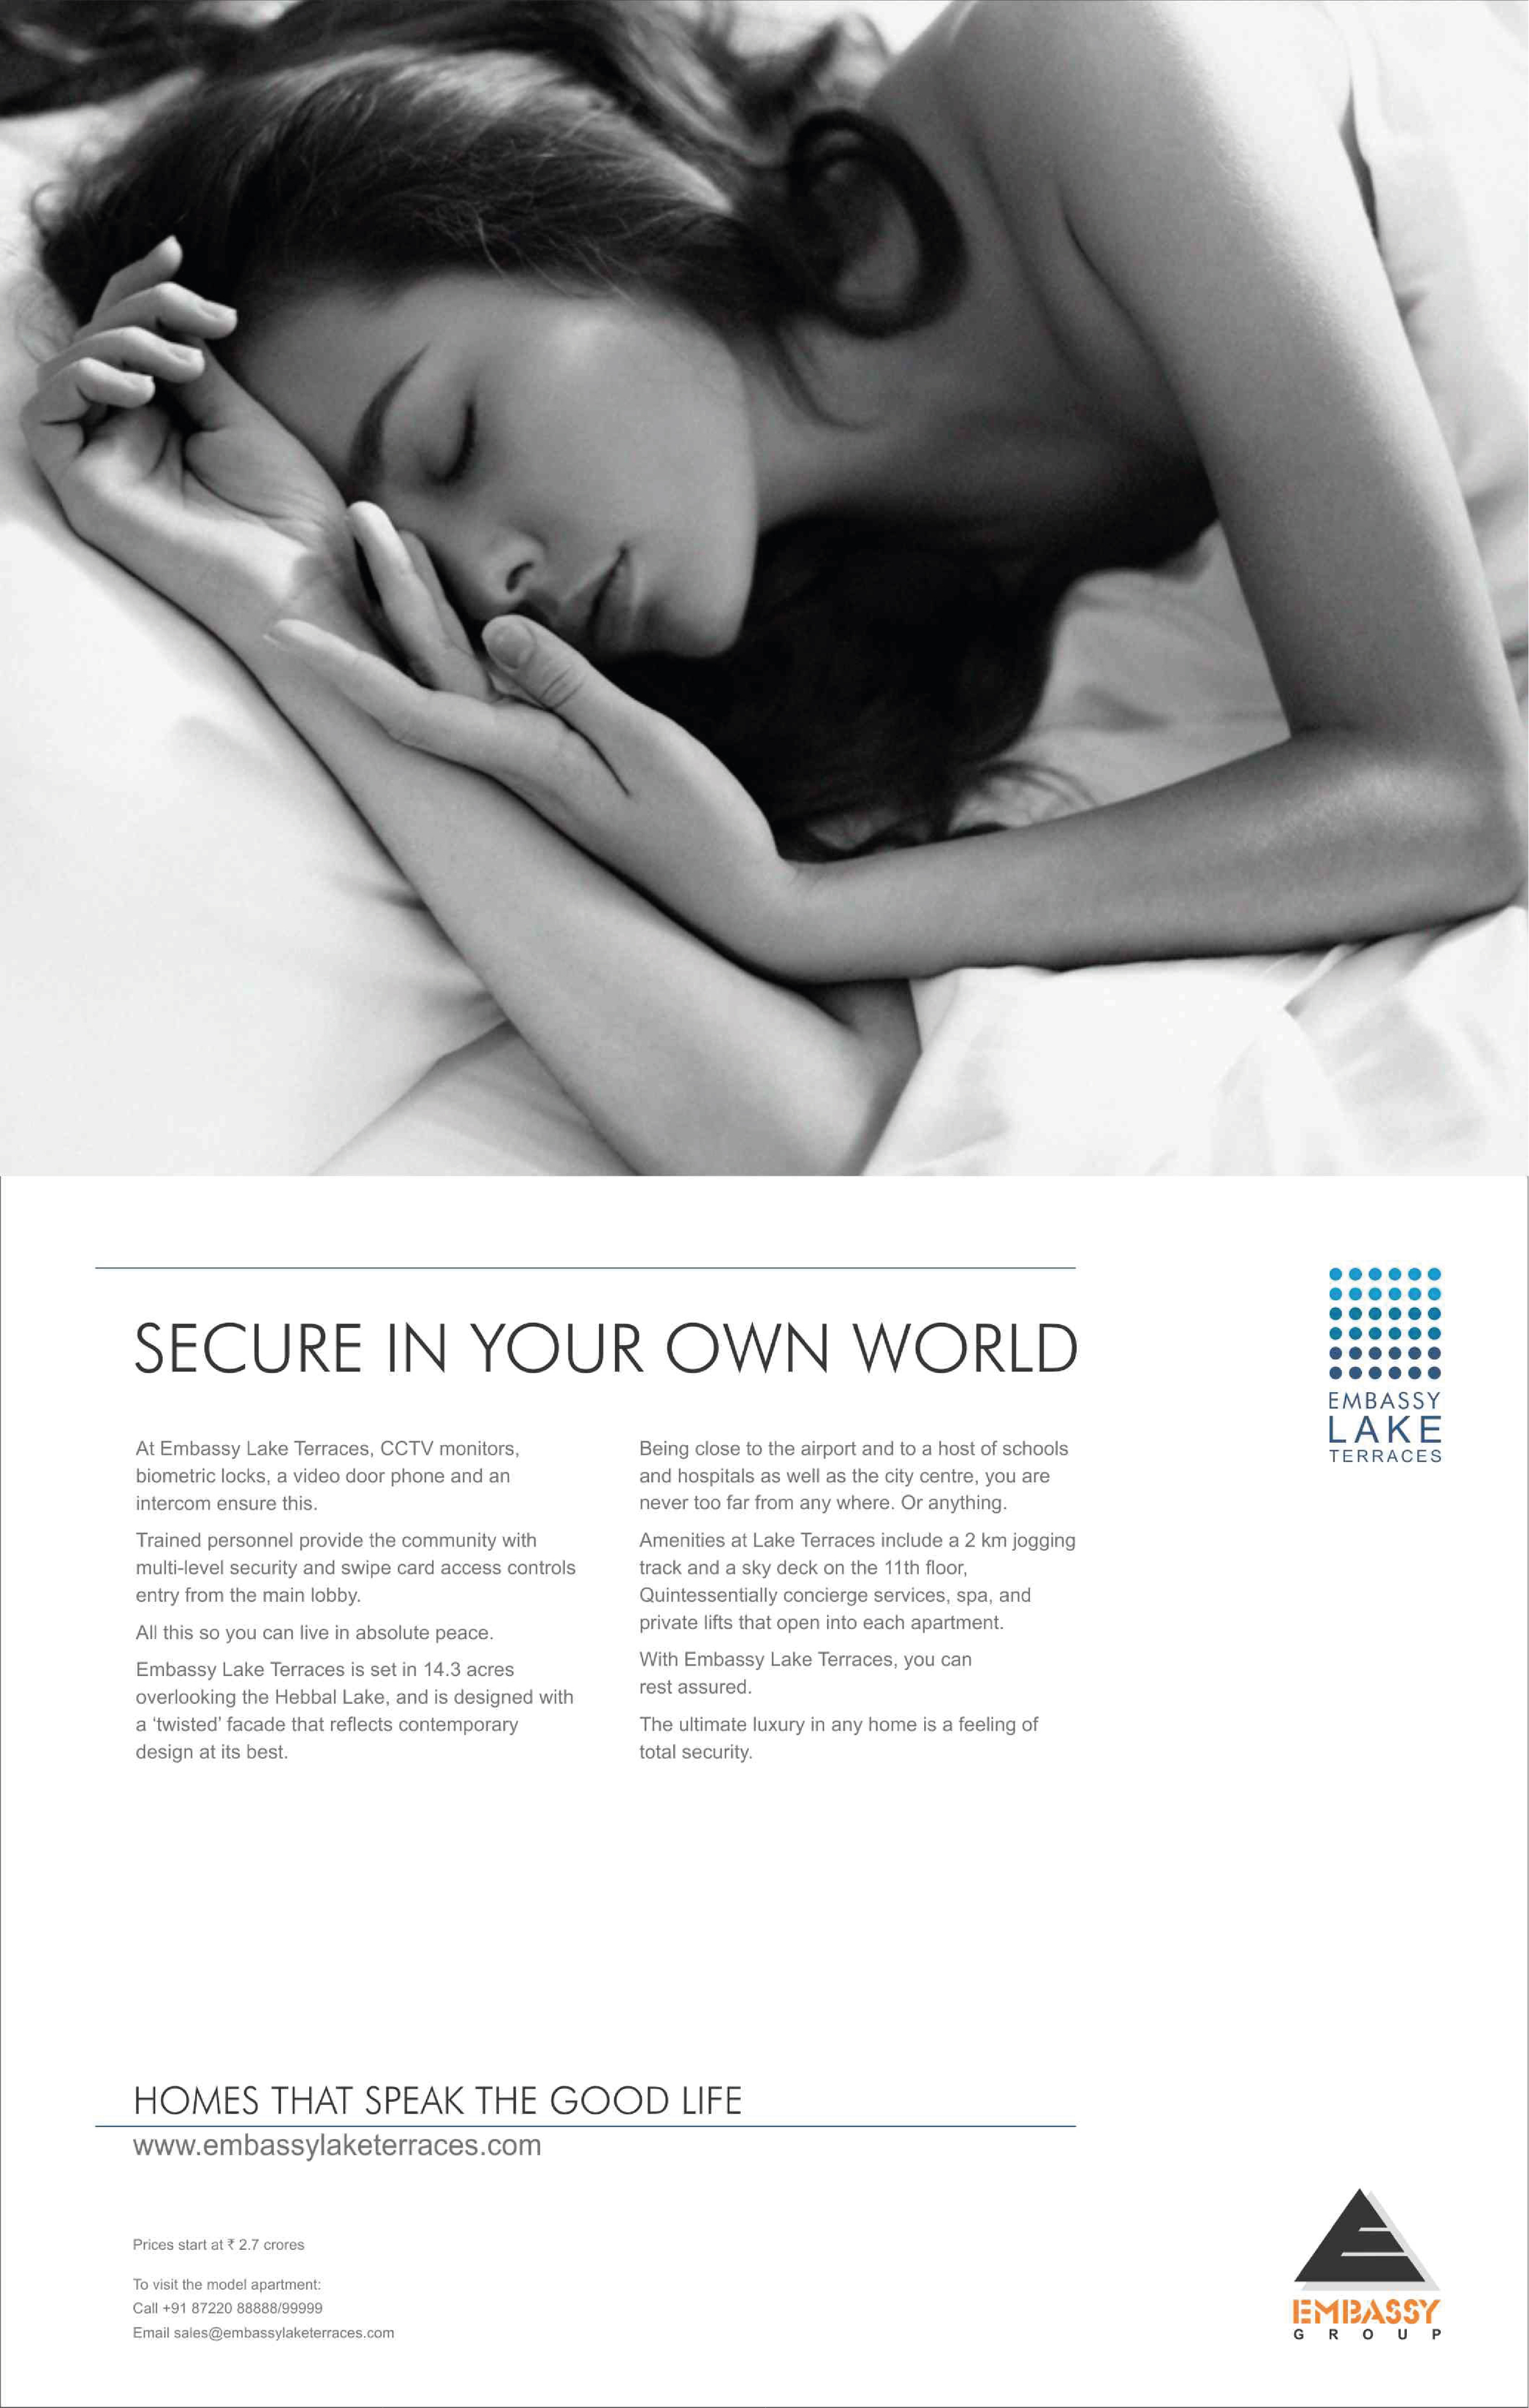 SECURE IN YOUR OWN WORLD
At Embassy Lake Terraces, CCTV monitors,
biometric locks, a video door phone and an
intercom ensure this.
Trained personnel provide the community with
multi-level security and swipe card access controls
entry from the main lobby.
All this so you can live in absolute peace.
Embassy Lake Terraces is set in 14.3 acres
overlooking the Hebbal Lake, and is designed with
a ‘twisted’ facade that reflects contemporary
design at its best.
Being close to the airport and to a host of schools
and hospitals as well as the city centre, you are
never too far from any where. Or anything.
Amenities at Lake Terraces include a 2 km jogging
track and a sky deck on the 11th floor,
Quintessentially concierge services, spa, and
private lifts that open into each apartment.
With Embassy Lake Terraces, you can
rest assured.
The ultimate luxury in any home is a feeling of
total security.
EMBASSY
LAKE
TERRACES
HOMES THAT SPEAK THE GOOD LIFE
www.embassylaketerraces.com
Prices start at ₹ 2.7 crores
To visit the model apartment:
Call +91 87220 88888/99999
Email sales@embassylaketerraces.com
EMBASSY
GROUP